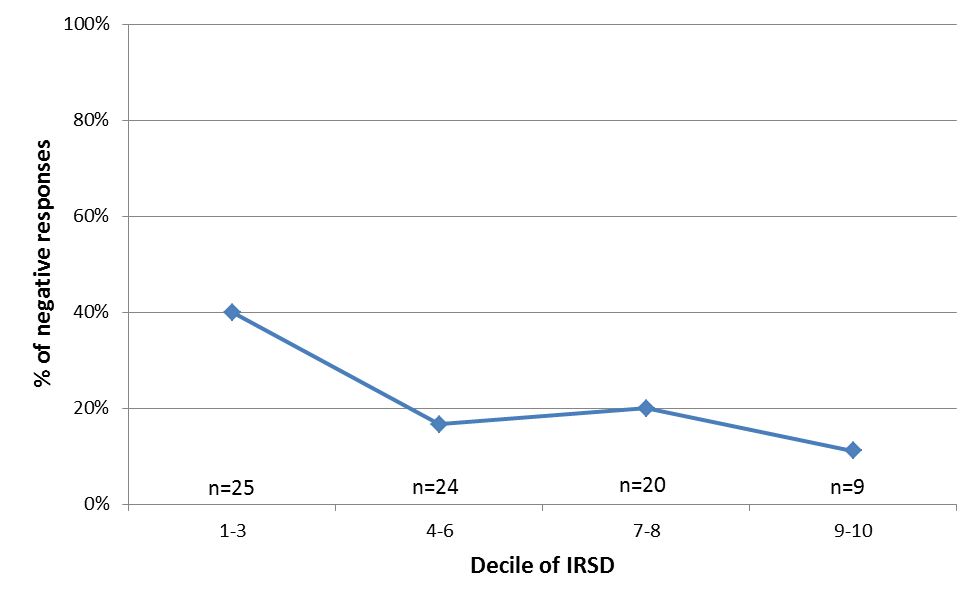 100%
80%
60%
40%
20%
0%
% of negative responses
n=25 n=24 n=20 n=9
1-3 4-6 7-8 9-10
Decile of IRSD